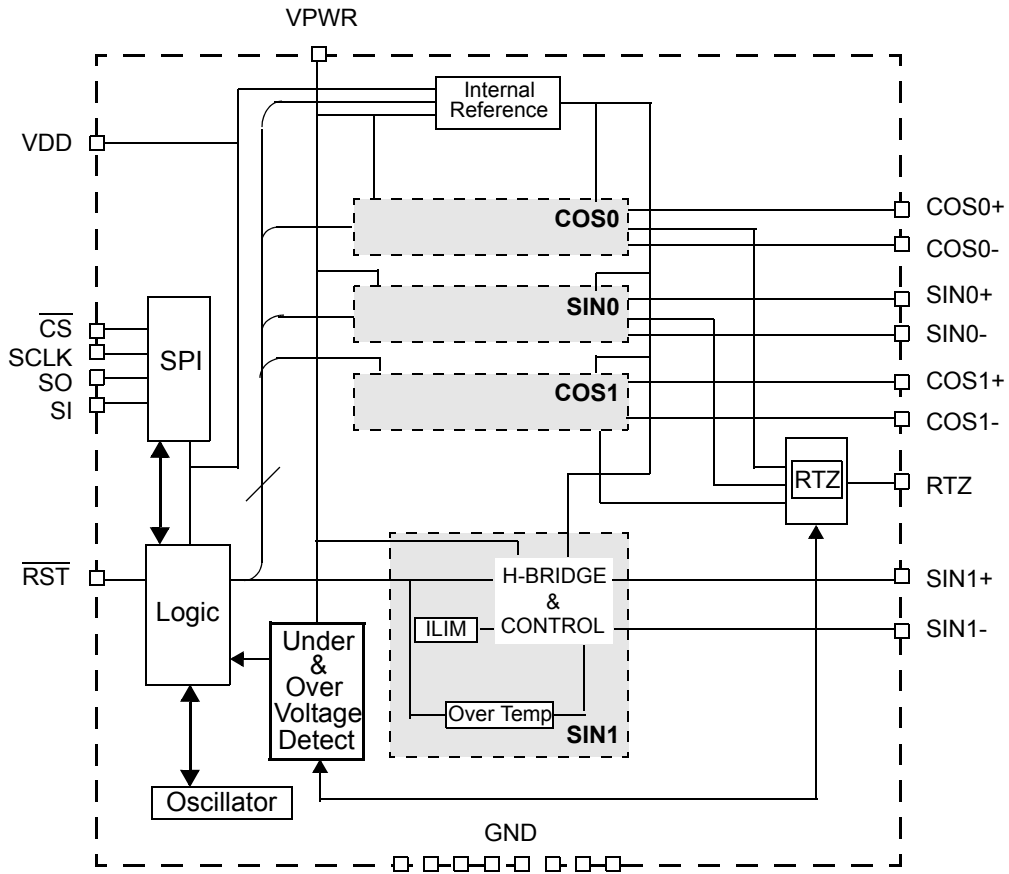 VPWR
Internal
Reference
VDD
COS0
COS0+
COS0-
SIN0
SIN0+
SIN0-
CS
SCLK
SO
SI
SPI
COS1
COS1+
COS1-
RTZ
RTZ
RST
Logic
H-BRIDGE
&
CONTROL
ILIM
SIN1+
SIN1-
Under
&
Over
Voltage
Detect
Over Temp
SIN1
Oscillator
GND